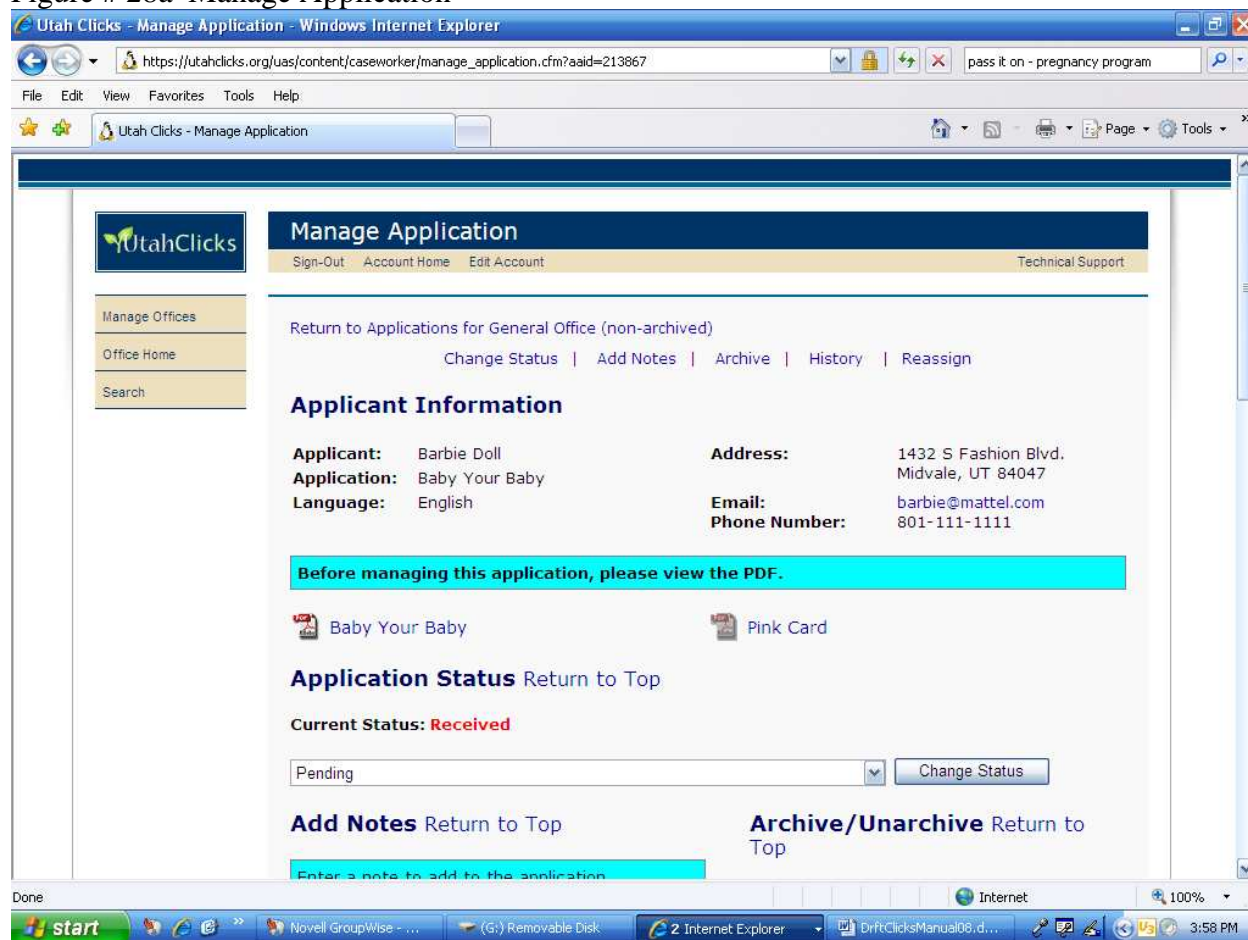 Figure # 28a Manage Application
Utah Clicks - Manage Application - Windows Internet Explorer
https://utahclicks.org/uas/content/caseworker/manage_application.cfm?aaid=213867
pass it on - pregnancy program
File Edit View Favorites Tools Help
Utah Clicks - Manage Application
Page Tools
UtahClicks
Manage Application
Sign-Out Account Home Edit Account Technical Support
Manage Offices
Office Home
Search
Return to Applications for General Office (non-archived)
Change Status | Add Notes | Archive | History | Reassign
Applicant Information
Applicant: Barbie Doll Address: 1432 S Fashion Blvd.
Application: Baby Your Baby Midvale, UT 84047
Language: English Email: barbie@mattel.com
Phone Number: 801-111-1111
Before managing this application, please view the PDF.
Baby Your Baby Pink Card
Application Status Return to Top
Current Status: Received
Pending Change Status
Add Notes Return to Top Archive/Unarchive Return to
Top
Enter a note to add to the application
Done Internet 100%
start Novell GroupWise - ... (G:) Removable Disk 2 Internet Explorer DrftClicksManual08.d... 3:58 PM